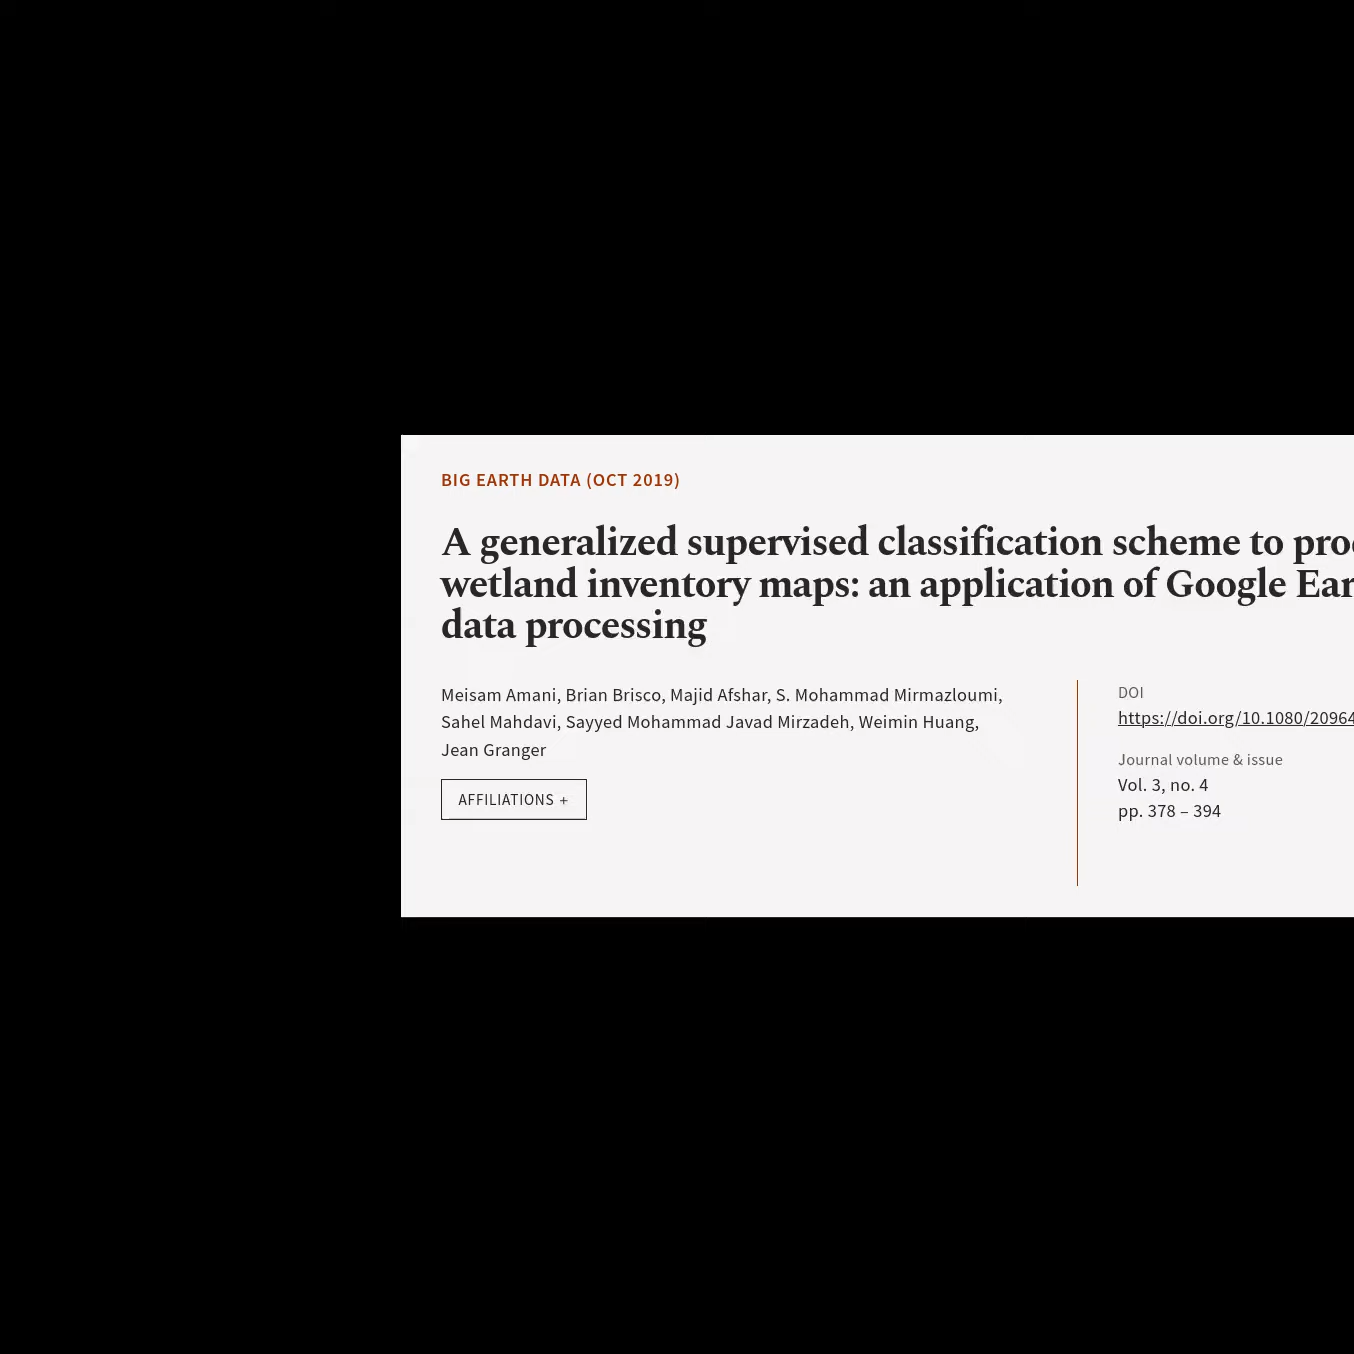 BIG EARTH DATA (OCT 2019)
A generalized supervised classification scheme to
wetland inventory maps: an application of Google
data processing
Meisam Amani, Brian Brisco, Majid Afshar, S. Mohammad Mirmazloumi,
Sahel Mahdavi, Sayyed Mohammad Javad Mirzadeh, Weimin Huang,
Jean Granger
AFFILIATIONS +
DOI
https://doi.org/10.1080/20964
Journal volume & issue
Vol. 3, no. 4
pp. 378 – 394